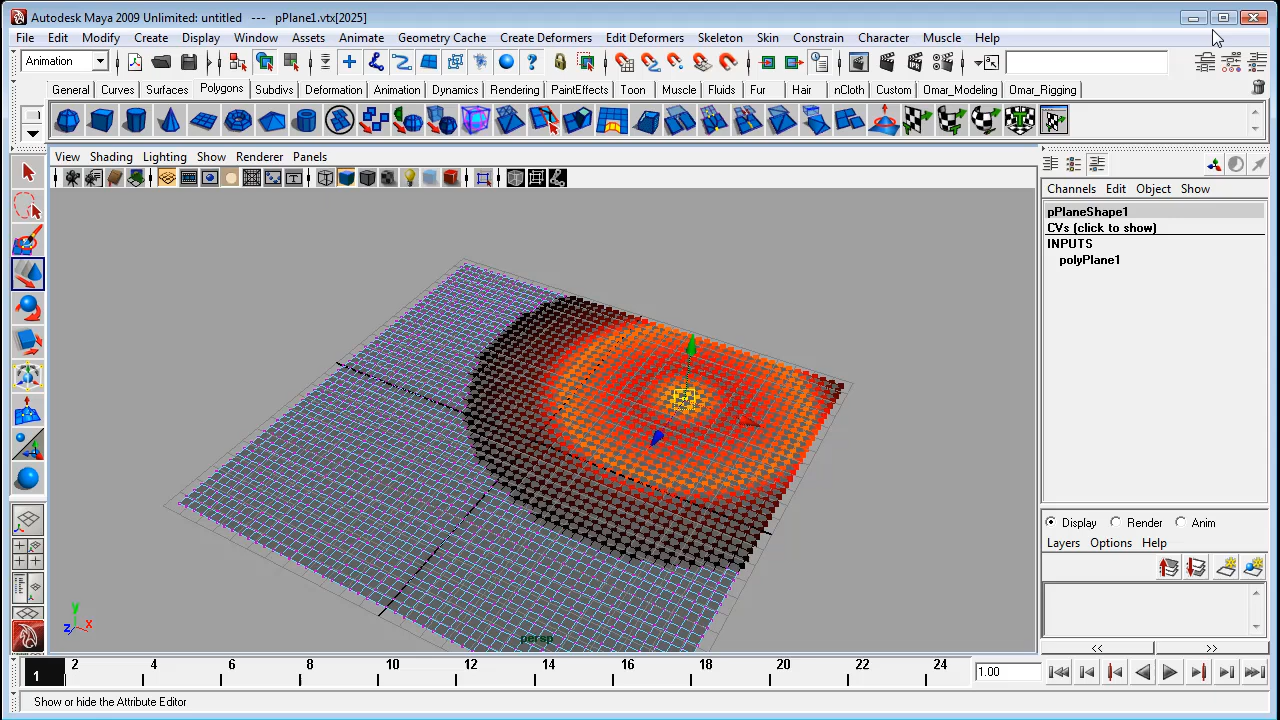 Autodesk Maya 2009 Unlimited: untitled --- pPlane1.vtx[2025]
File Edit Modify Create Display Window Assets Animate Geometry Cache Create Deformers Edit Deformers Skeleton Skin Constrain Character Muscle Help
Animation
General Curves Surfaces Polygons Subdivs Deformation Animation Dynamics Rendering PaintEffects Toon Muscle Fluids Fur Hair nCloth Custom Omar_Modeling Omar_Rigging
View Shading Lighting Show Renderer Panels
Channels Edit Object Show
pPlaneShape1
CVs (click to show)
INPUTS
polyPlane1
Display Render Anim
Layers Options Help
y
z x
persp
<< >>
1 2 4 6 8 10 12 14 16 18 20 22 24 1.00
Show or hide the Attribute Editor